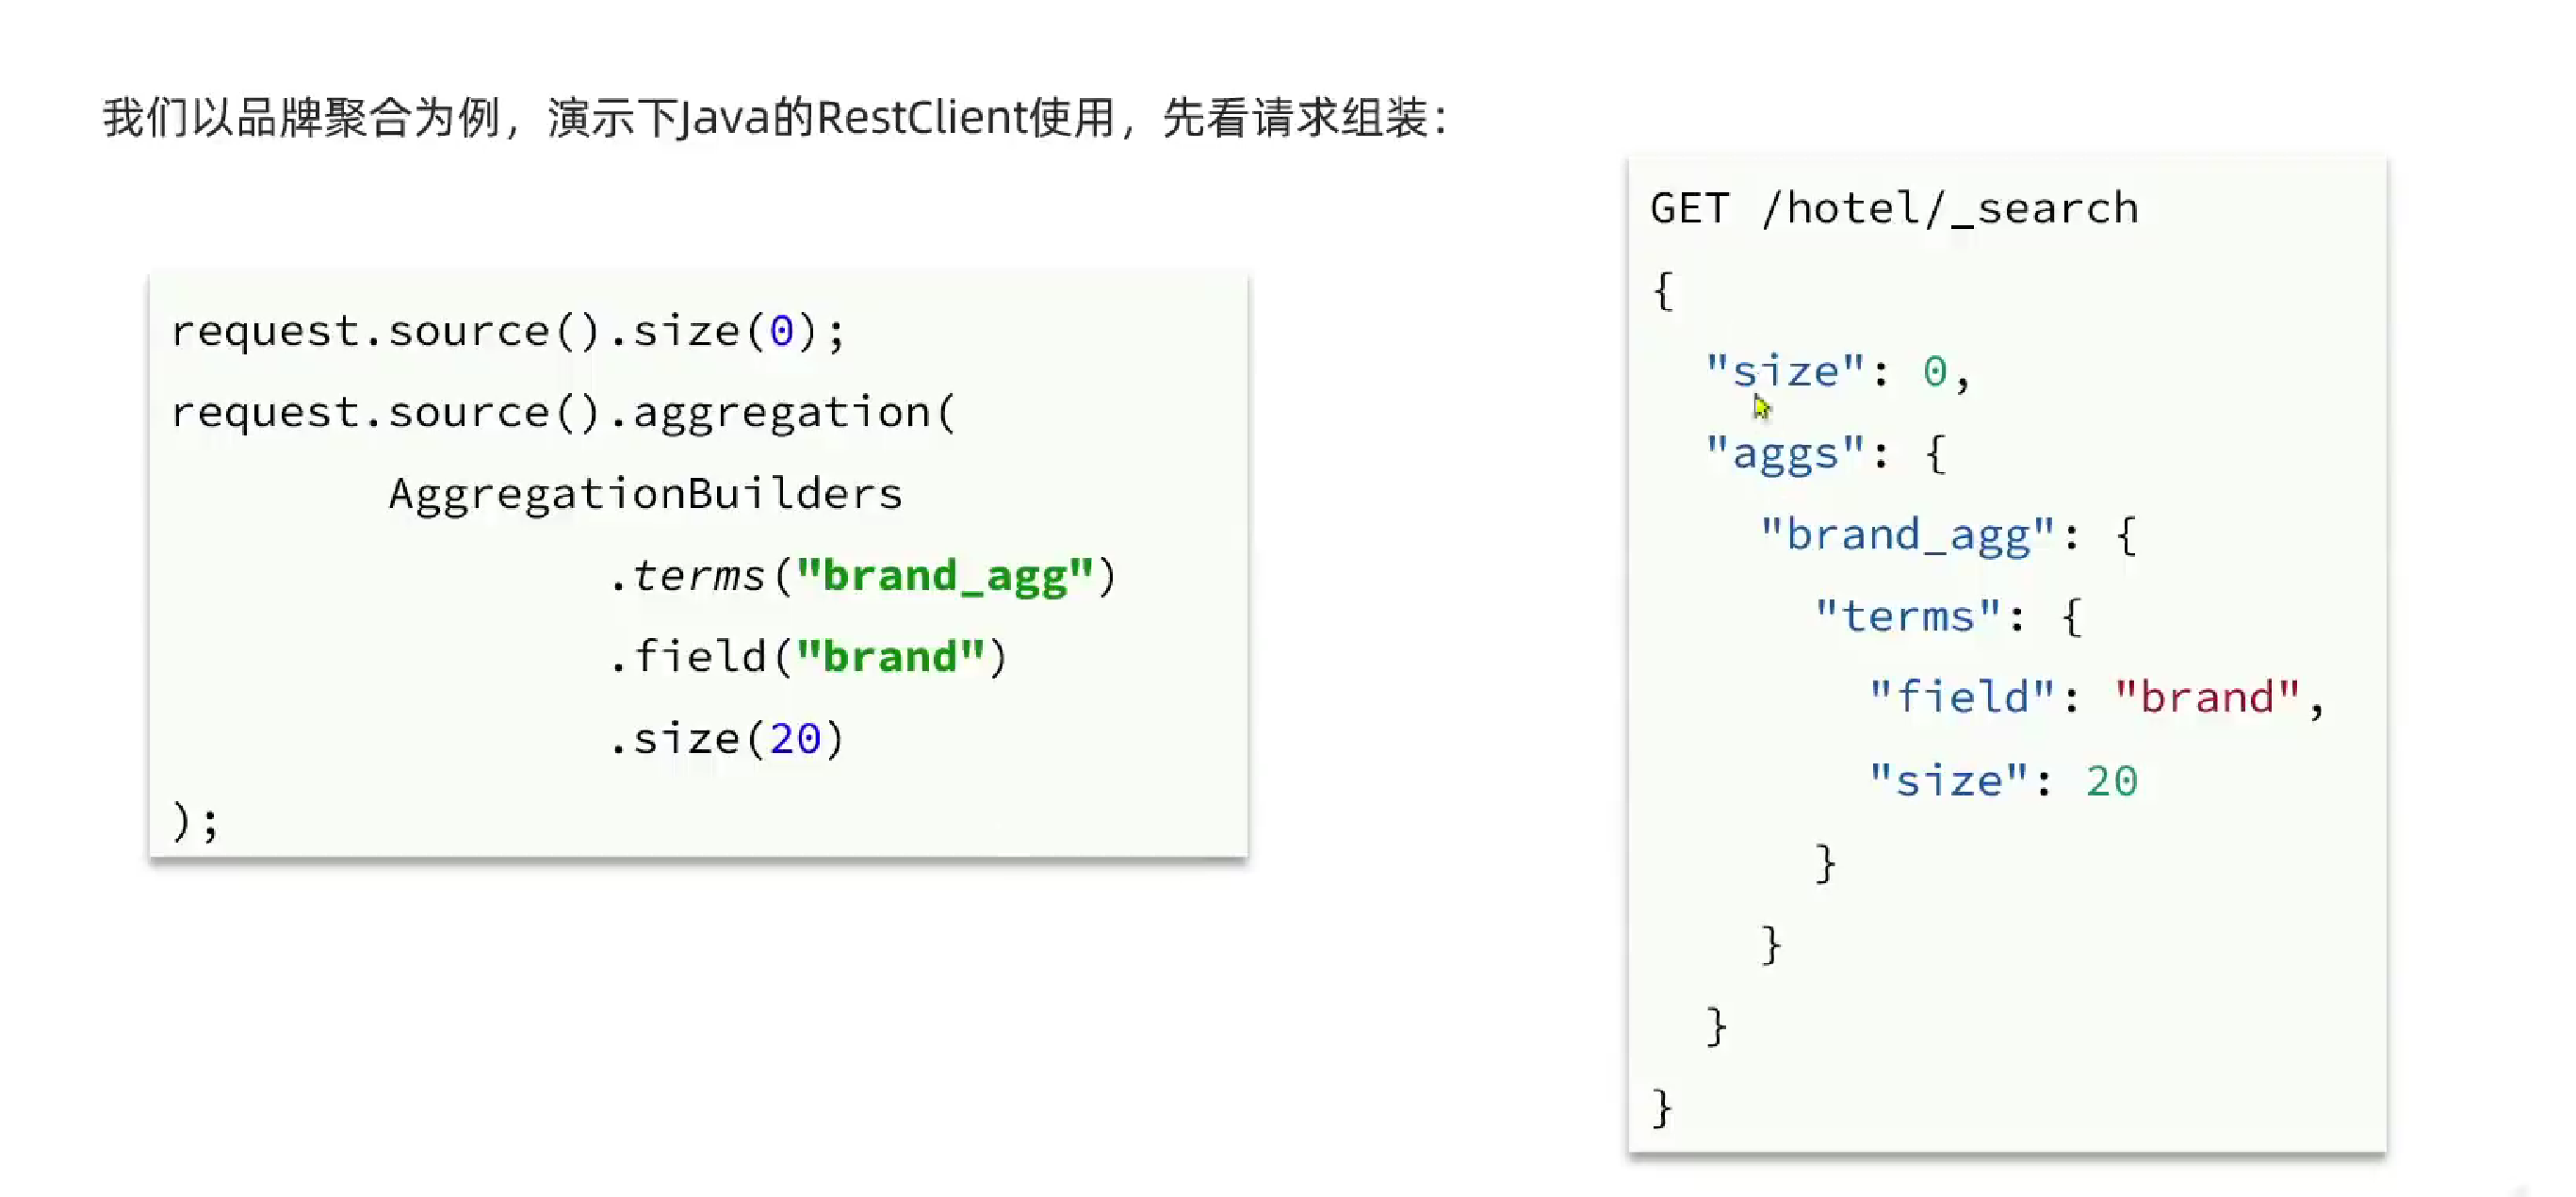 我们以品牌聚合为例，演示下Java的RestClient使用，先看请求组装：
request.source().size(0);
request.source().aggregation(
        AggregationBuilders
                .terms("brand_agg")
                .field("brand")
                .size(20)
);
GET /hotel/_search
{
  "size": 0,
  "aggs": {
    "brand_agg": {
      "terms": {
        "field": "brand",
        "size": 20
      }
    }
  }
}